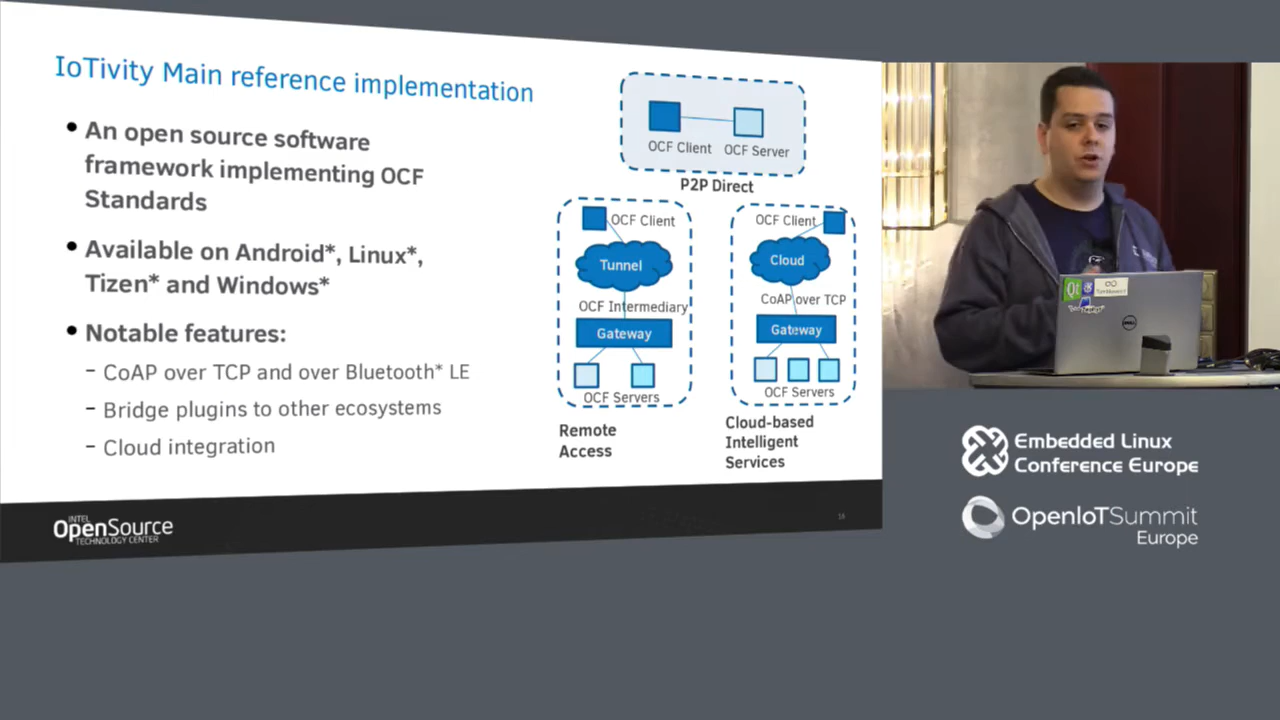 IoTivity Main reference implementation
• An open source software
framework implementing OCF
Standards
• Available on Android*, Linux*,
Tizen* and Windows*
• Notable features:
– CoAP over TCP and over Bluetooth* LE
– Bridge plugins to other ecosystems
– Cloud integration
OCF Client OCF Server
P2P Direct
OCF Client
Tunnel
OCF Intermediary
Gateway
OCF Servers
Remote
Access
OCF Client
Cloud
CoAP over TCP
Gateway
OCF Servers
Cloud-based
Intelligent
Services
INTEL
OpenSource
TECHNOLOGY CENTER
16
Qt
DELL
Embedded Linux
Conference Europe
OpenIoTSummit
Europe